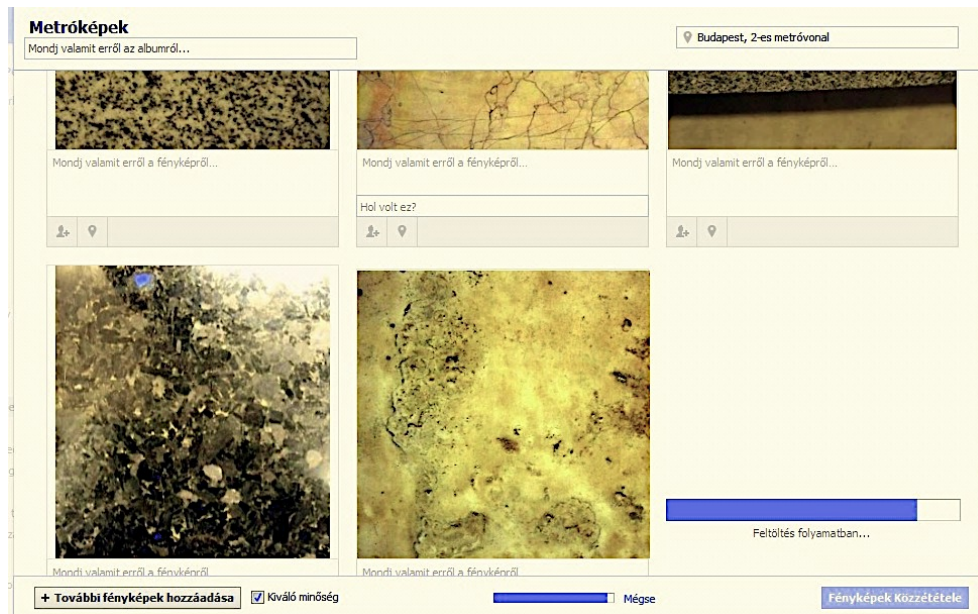 Metróképek
Mondj valamit erről az albumról...
Budapest, 2-es metróvonal
Mondj valamit erről a fényképről...
Mondj valamit erről a fényképről...
Mondj valamit erről a fényképről...
Hol volt ez?
Feltöltés folyamatban...
Mondj valamit erről a fényképről
Mondj valamit erről a fényképről
+ További fényképek hozzáadása
Kiváló minőség
Mégse
Fényképek Közzététele